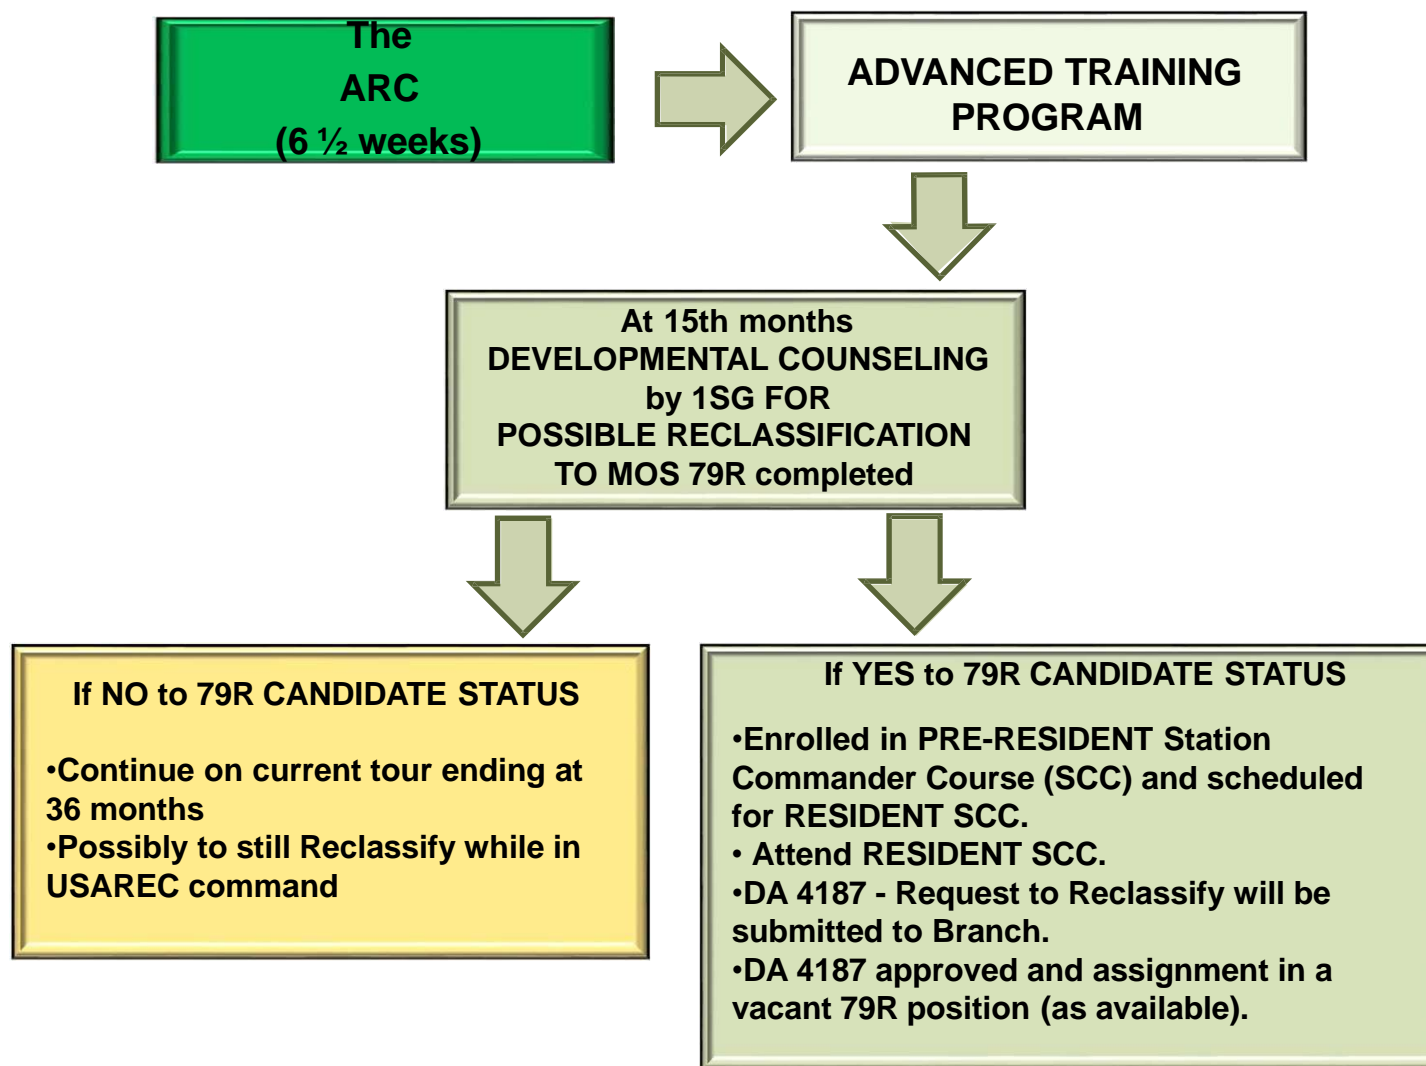 The
ARC
(6 ½ weeks)
ADVANCED TRAINING
PROGRAM
At 15th months
DEVELOPMENTAL COUNSELING
by 1SG FOR
POSSIBLE RECLASSIFICATION
TO MOS 79R completed
If NO to 79R CANDIDATE STATUS
•Continue on current tour ending at
36 months
•Possibly to still Reclassify while in
USAREC command
If YES to 79R CANDIDATE STATUS
•Enrolled in PRE-RESIDENT Station
Commander Course (SCC) and scheduled
for RESIDENT SCC.
• Attend RESIDENT SCC.
•DA 4187 - Request to Reclassify will be
submitted to Branch.
•DA 4187 approved and assignment in a
vacant 79R position (as available).